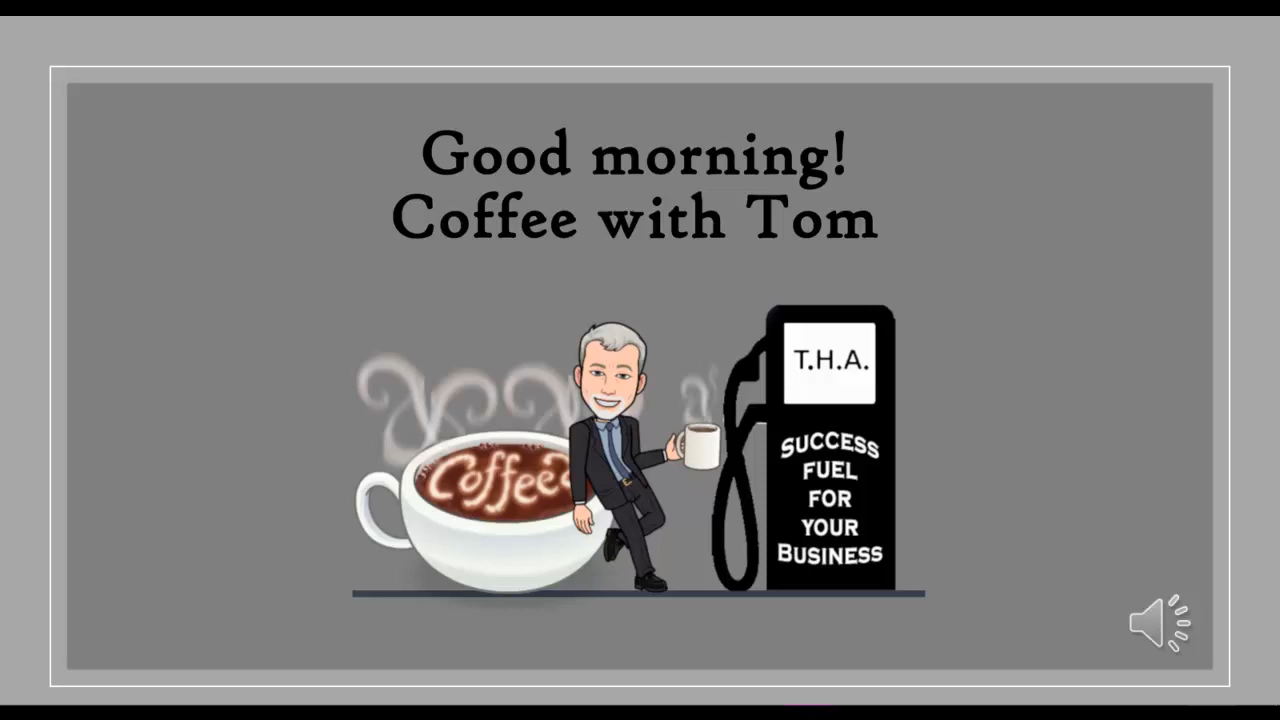 Good morning!
Coffee with Tom
Coffee
T.H.A.
SUCCESS
FUEL
FOR
YOUR
BUSINESS